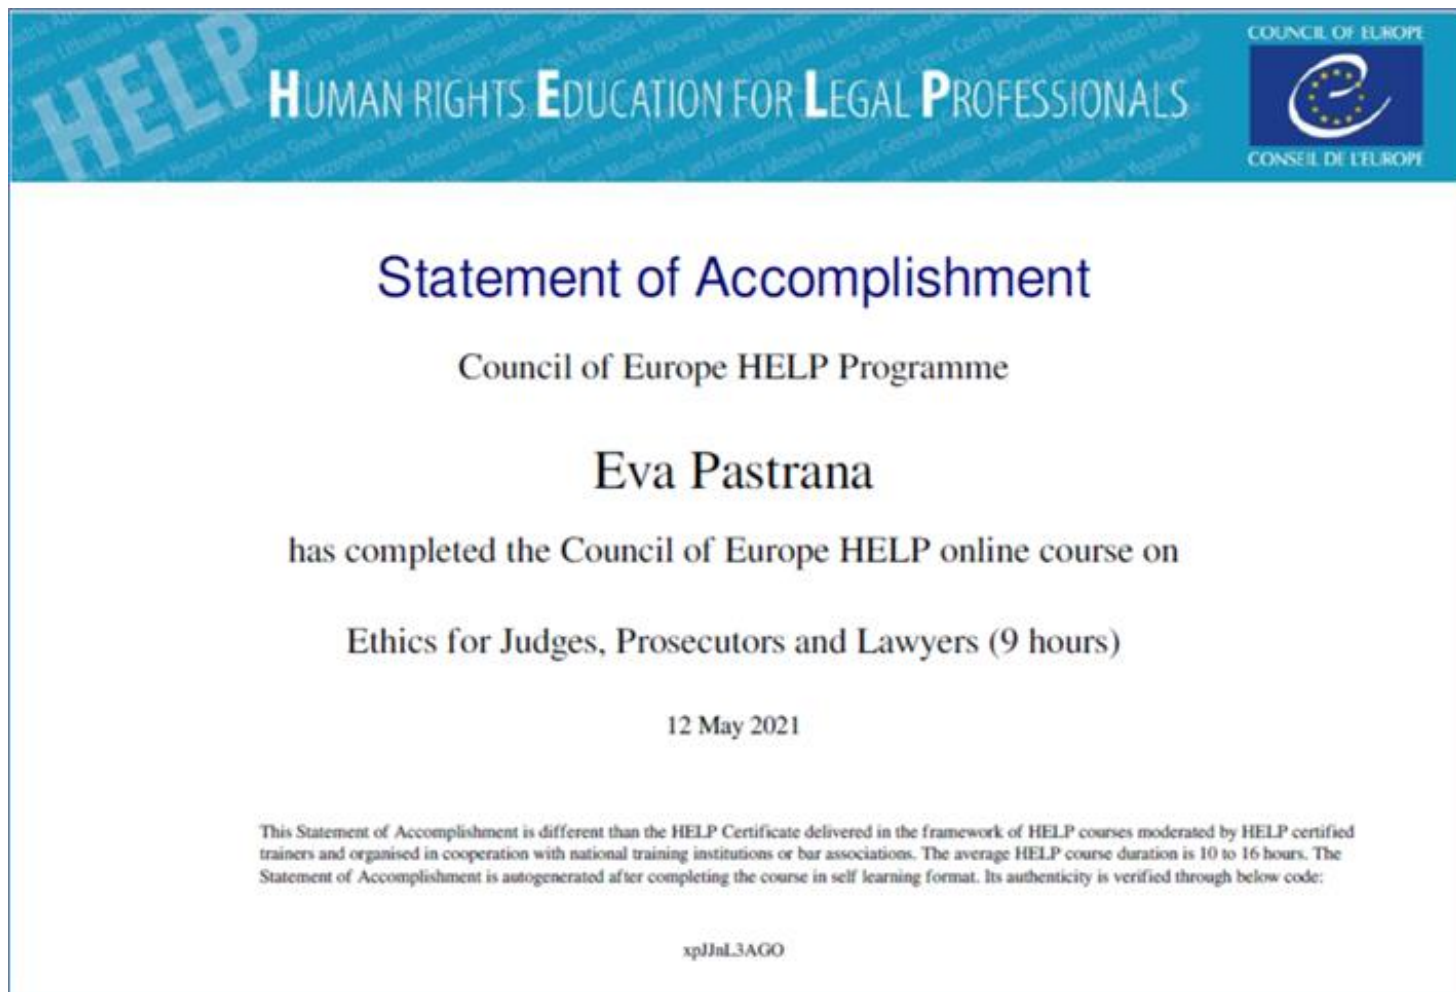 HELP
HUMAN RIGHTS EDUCATION FOR LEGAL PROFESSIONALS
COUNCIL OF EUROPE
CONSEIL DE L'EUROPE
Statement of Accomplishment
Council of Europe HELP Programme
Eva Pastrana
has completed the Council of Europe HELP online course on
Ethics for Judges, Prosecutors and Lawyers (9 hours)
12 May 2021
This Statement of Accomplishment is different than the HELP Certificate delivered in the framework of HELP courses moderated by HELP certified
trainers and organised in cooperation with national training institutions or bar associations. The average HELP course duration is 10 to 16 hours. The
Statement of Accomplishment is autogenerated after completing the course in self learning format. Its authenticity is verified through below code:
xpJJnL3AGO